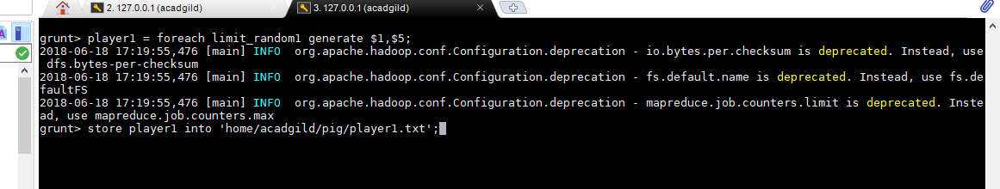 2. 127.0.0.1 (acadgild)
3. 127.0.0.1 (acadgild)
grunt> player1 = foreach limit_random1 generate $1,$5;
2018-06-18 17:19:55,476 [main] INFO  org.apache.hadoop.conf.Configuration.deprecation - io.bytes.per.checksum is deprecated. Instead, use
 dfs.bytes-per-checksum
2018-06-18 17:19:55,476 [main] INFO  org.apache.hadoop.conf.Configuration.deprecation - fs.default.name is deprecated. Instead, use fs.de
faultFS
2018-06-18 17:19:55,476 [main] INFO  org.apache.hadoop.conf.Configuration.deprecation - mapreduce.job.counters.limit is deprecated. Inste
ad, use mapreduce.job.counters.max
grunt> store player1 into 'home/acadgild/pig/player1.txt';